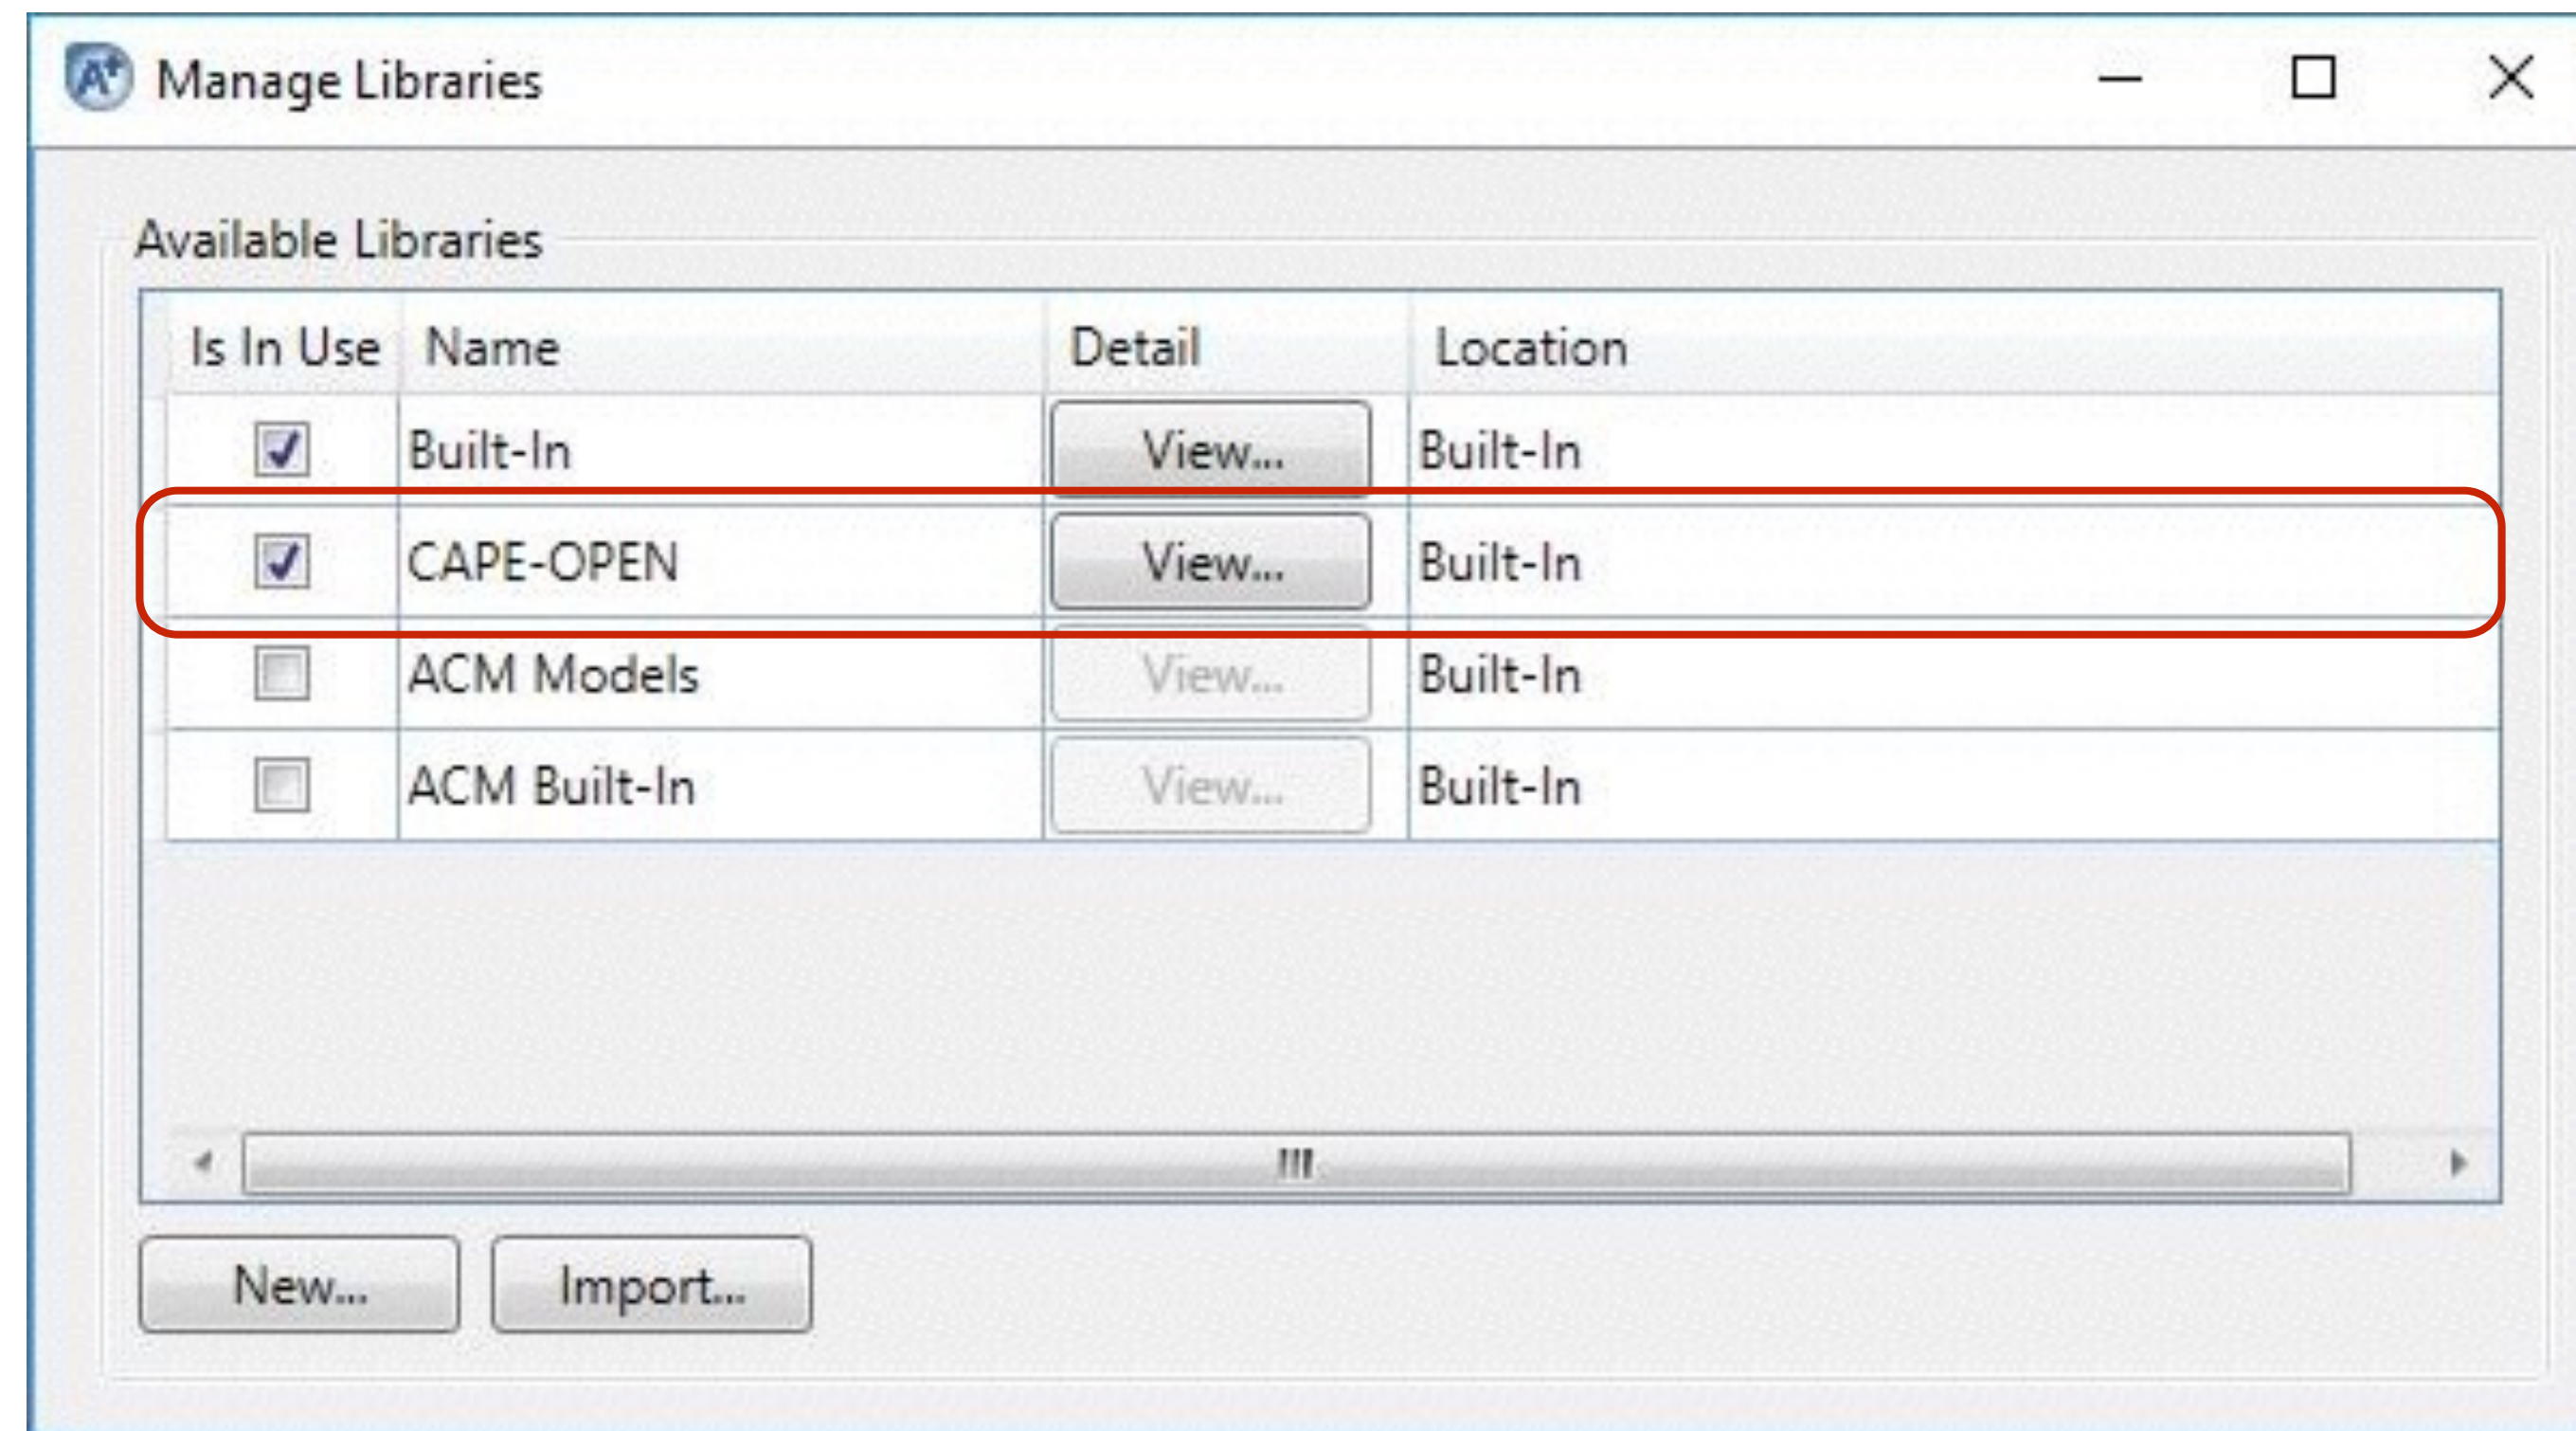 A+ Manage Libraries
Available Libraries
Is In Use Name Detail Location
Built-In View... Built-In
CAPE-OPEN View... Built-In
ACM Models View... Built-In
ACM Built-In View... Built-In
New... Import...